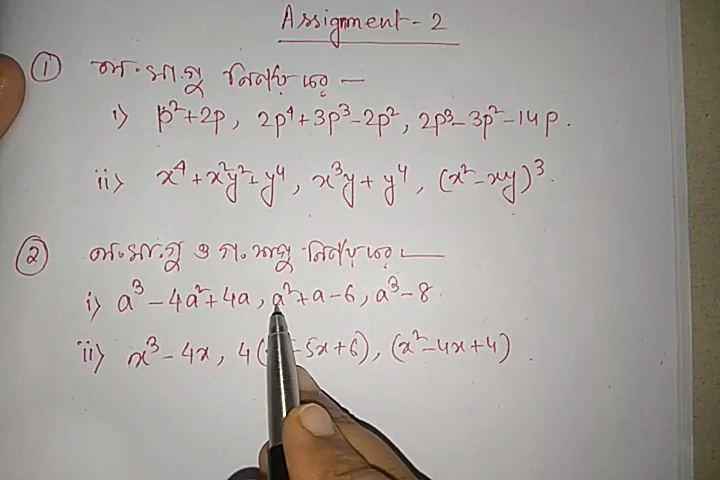 Assignment - 2
① ল.সা.গু নির্ণয় কর —
i) p²+2p, 2p⁴+3p³-2p², 2p³-3p²-14p.
ii) x⁴+x²y²+y⁴, x³y+y⁴, (x²-xy)³.
② ল.সা.গু ও গ.সা.গু নির্ণয় কর —
i) a³-4a²+4a, a²+a-6, a³-8
ii) x³-4x, 4( -5x+6), (x²-4x+4).